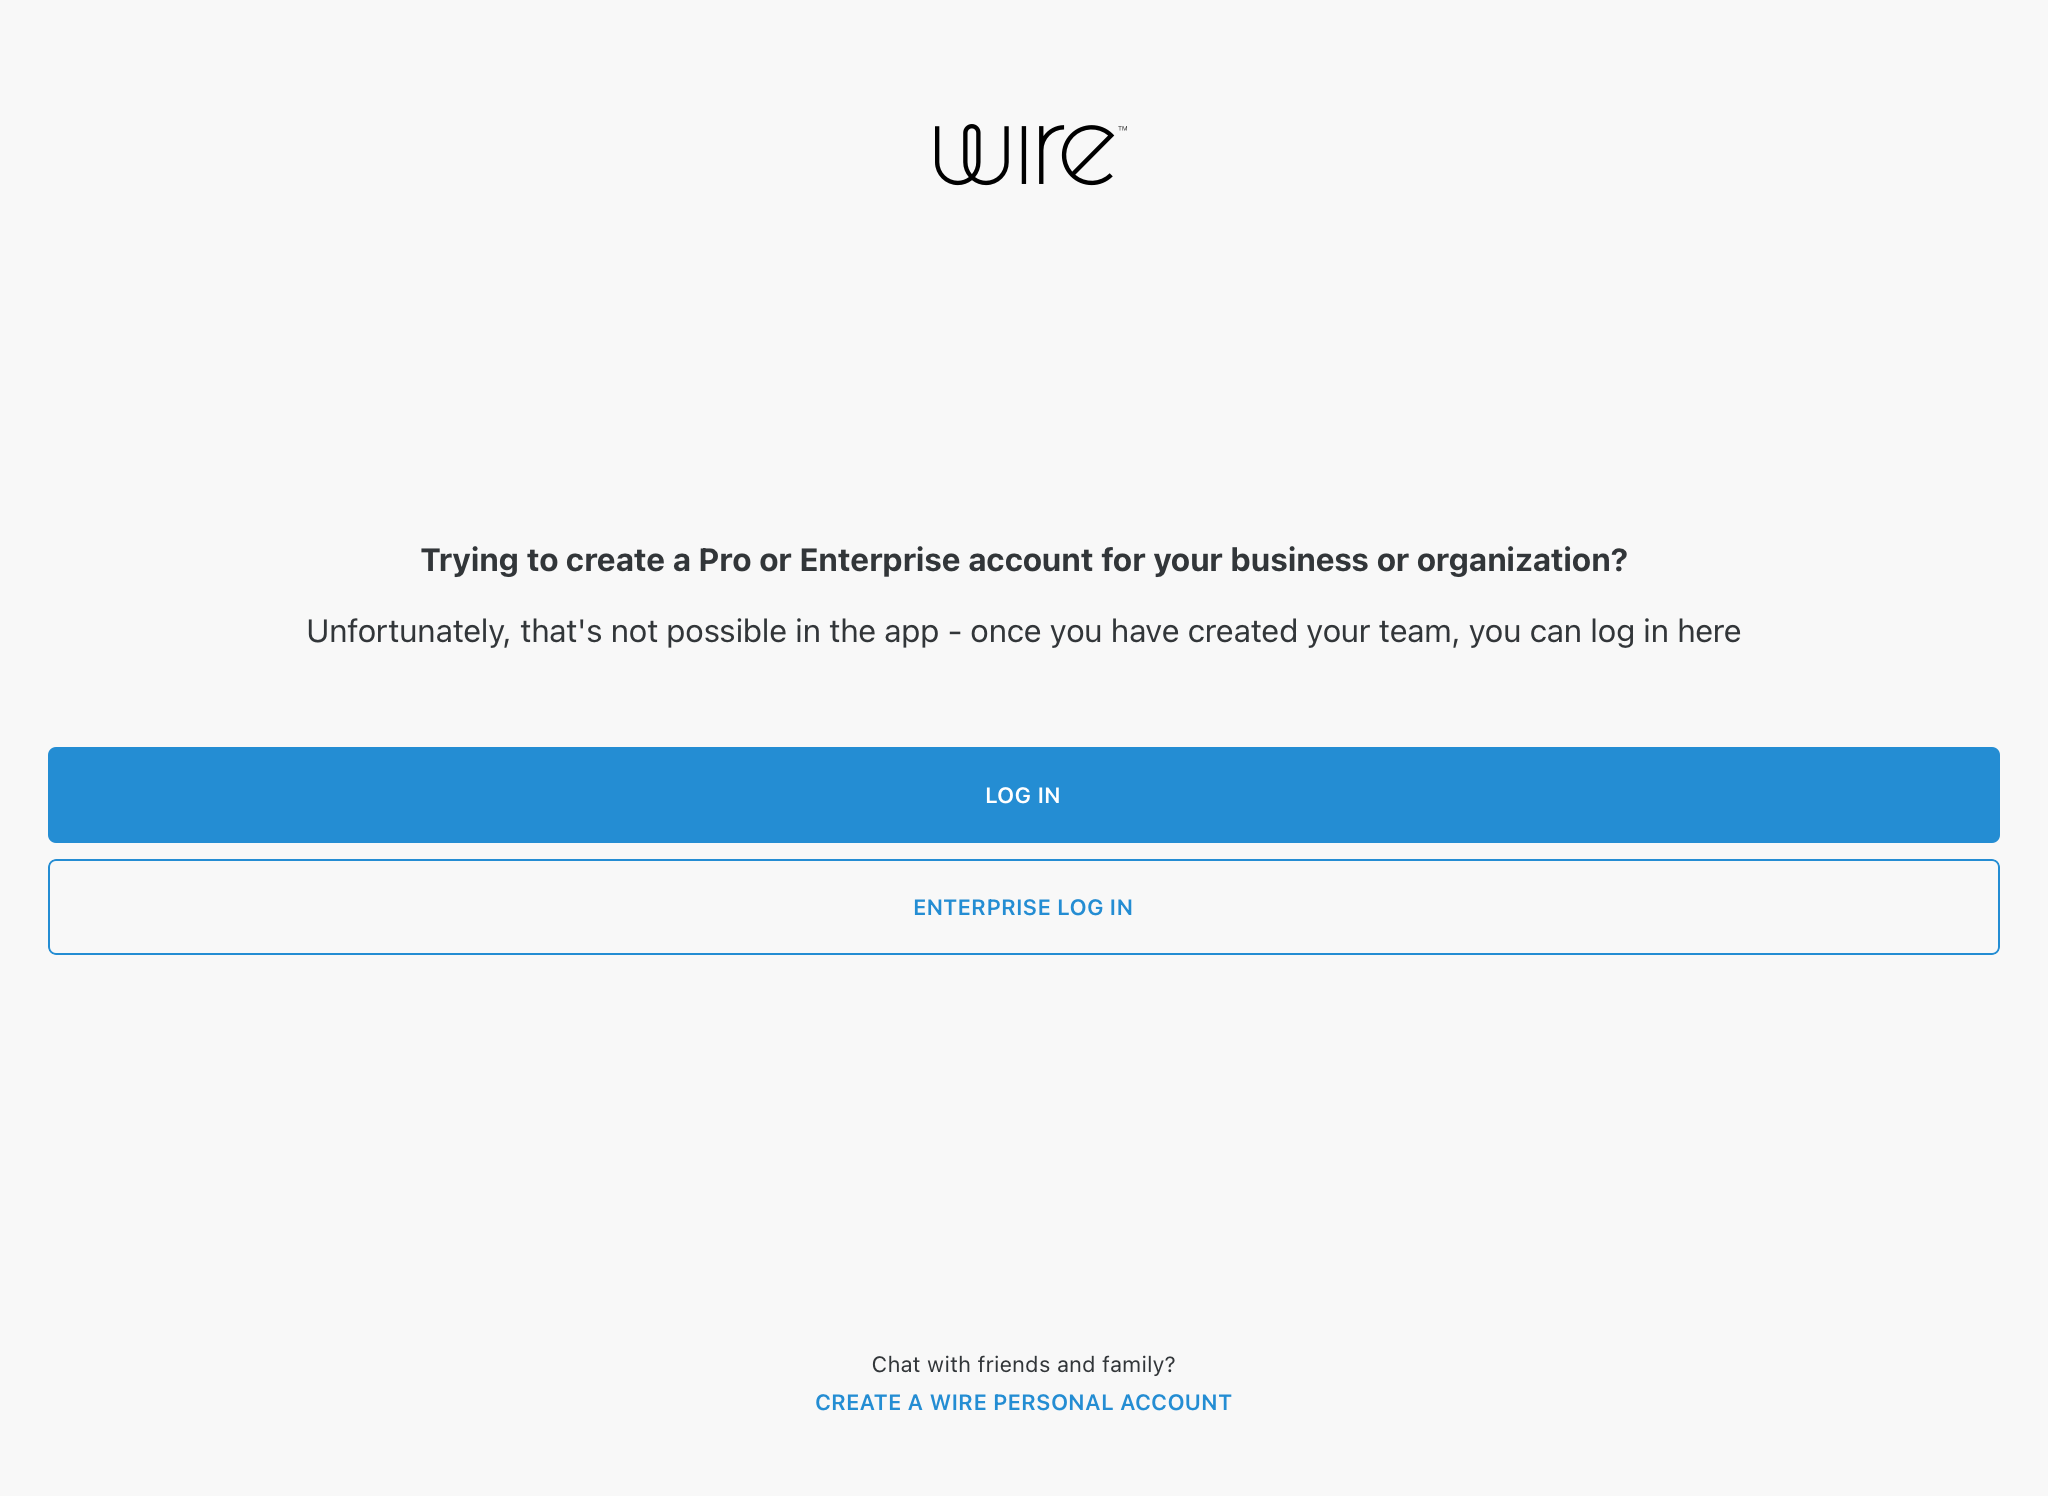 wire™
Trying to create a Pro or Enterprise account for your business or organization?
Unfortunately, that's not possible in the app - once you have created your team, you can log in here
LOG IN
ENTERPRISE LOG IN
Chat with friends and family?
CREATE A WIRE PERSONAL ACCOUNT